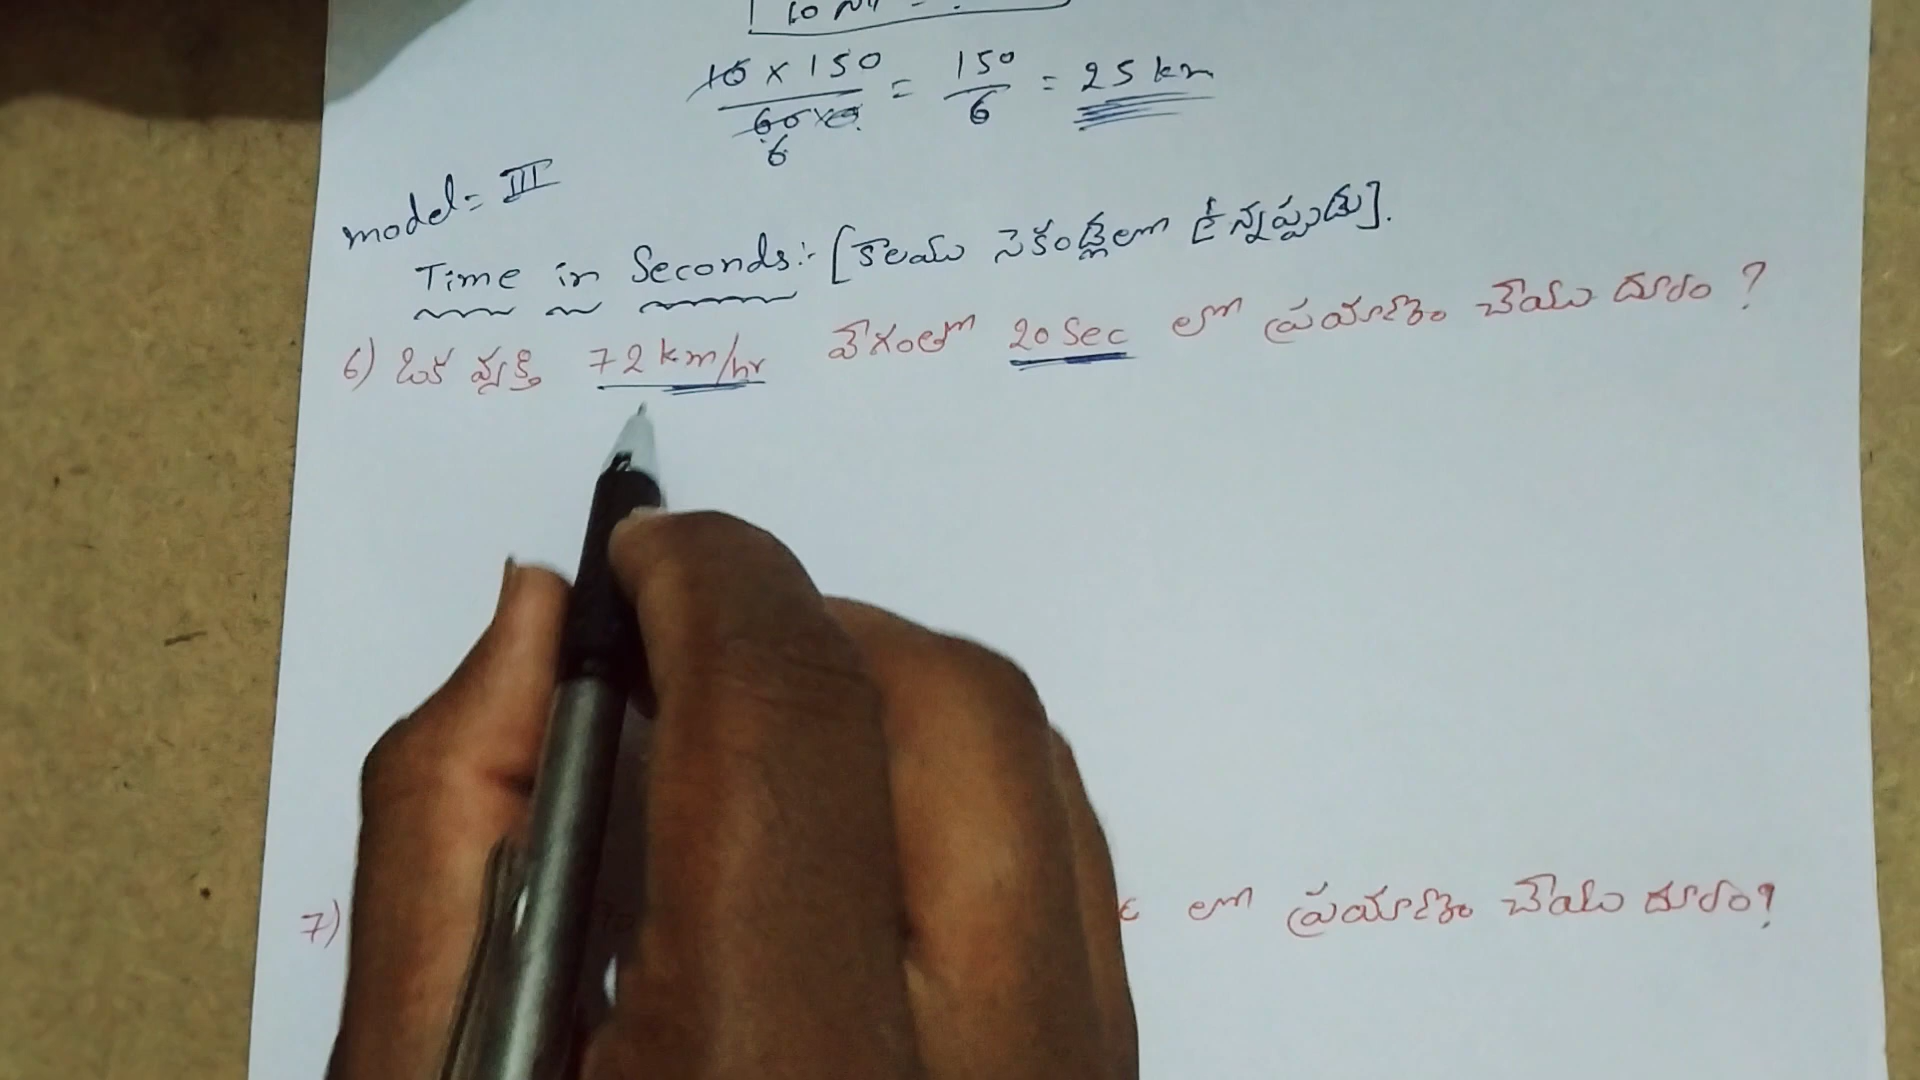 10 × 150 / 60 = 150 / 6 = 25 km
6
model= III
Time in Seconds:- [కాలము సెకండ్లలో ఉన్నప్పుడు].
6) ఒక వ్యక్తి 72 km/hr వేగంతో 20 Sec లో ప్రయాణం చేయు దూరం ?
7) లో ప్రయాణం చేయు దూరం?